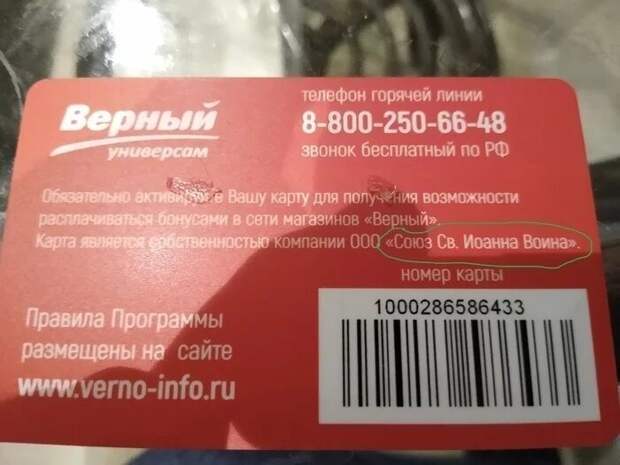 Верный
универсам
телефон горячей линии
8-800-250-66-48
звонок бесплатный по РФ
Обязательно активируйте Вашу карту для получения возможности
расплачиваться бонусами в сети магазинов «Верный».
Карта является собственностью компании ООО «Союз Св. Иоанна Воина».
номер карты
1000286586433
Правила Программы
размещены на сайте
www.verno-info.ru